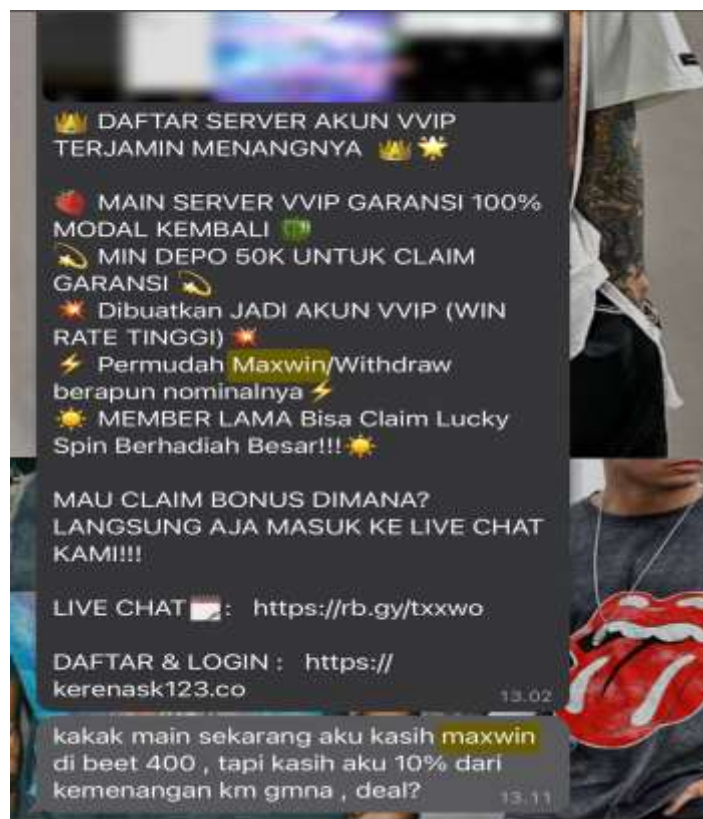 👑 DAFTAR SERVER AKUN VVIP
TERJAMIN MENANGNYA 👑🌟
🍓 MAIN SERVER VVIP GARANSI 100%
MODAL KEMBALI
💫 MIN DEPO 50K UNTUK CLAIM
GARANSI 💫
💥 Dibuatkan JADI AKUN VVIP (WIN
RATE TINGGI) 💥
⚡ Permudah Maxwin/Withdraw
berapun nominalnya ⚡
☀️ MEMBER LAMA Bisa Claim Lucky
Spin Berhadiah Besar!!! ☀️
MAU CLAIM BONUS DIMANA?
LANGSUNG AJA MASUK KE LIVE CHAT
KAMI!!!
LIVE CHAT🗓: https://rb.gy/txxwo
DAFTAR & LOGIN : https://
kerenask123.co
13.02
kakak main sekarang aku kasih maxwin
di beet 400 , tapi kasih aku 10% dari
kemenangan km gmna , deal?
13.11